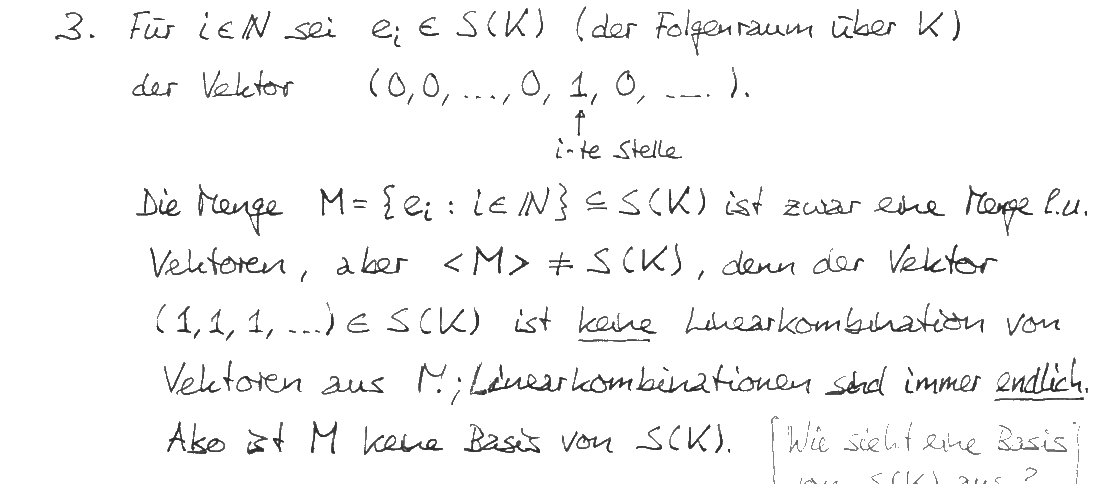 3. Für i∈ℕ sei eᵢ ∈ S(K) (der Folgenraum über K)
der Vektor (0,0, ..., 0, 1, 0, ....).
↑
i-te Stelle
Die Menge M = {eᵢ : i∈ℕ} ⊆ S(K) ist zwar eine Menge l.u.
Vektoren, aber <M> ≠ S(K), denn der Vektor
(1,1,1,...) ∈ S(K) ist keine Linearkombination von
Vektoren aus M.; Linearkombinationen sind immer endlich.
Also ist M keine Basis von S(K). [Wie sieht eine Basis
von S(K) aus?]